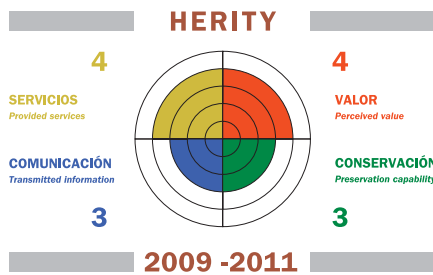 HERITY
4
SERVICIOS
Provided services
4
VALOR
Perceived value
COMUNICACIÓN
Transmitted information
3
CONSERVACIÓN
Preservation capability
3
2009 -2011